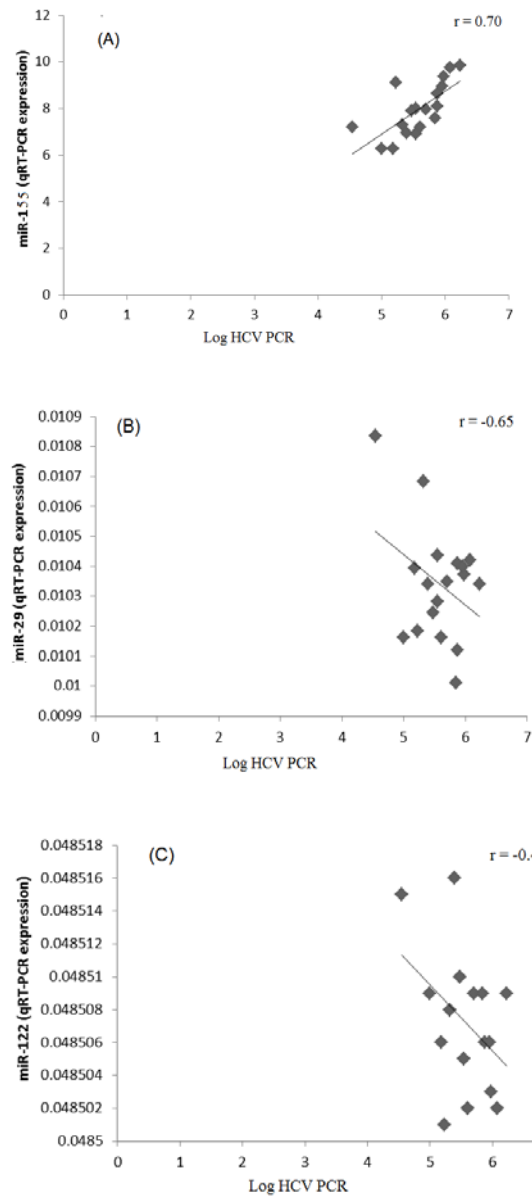 (A)
r = 0.70
miR-155 (qRT-PCR expression)
12
10
8
6
4
2
0
0 1 2 3 4 5 6 7
Log HCV PCR
(B)
r = -0.65
miR-29 (qRT-PCR expression)
0.0109
0.0108
0.0107
0.0106
0.0105
0.0104
0.0103
0.0102
0.0101
0.01
0.0099
0 1 2 3 4 5 6 7
Log HCV PCR
(C)
r = -0.
miR-122 (qRT-PCR expression)
0.048518
0.048516
0.048514
0.048512
0.04851
0.048508
0.048506
0.048504
0.048502
0.0485
0 1 2 3 4 5 6
Log HCV PCR